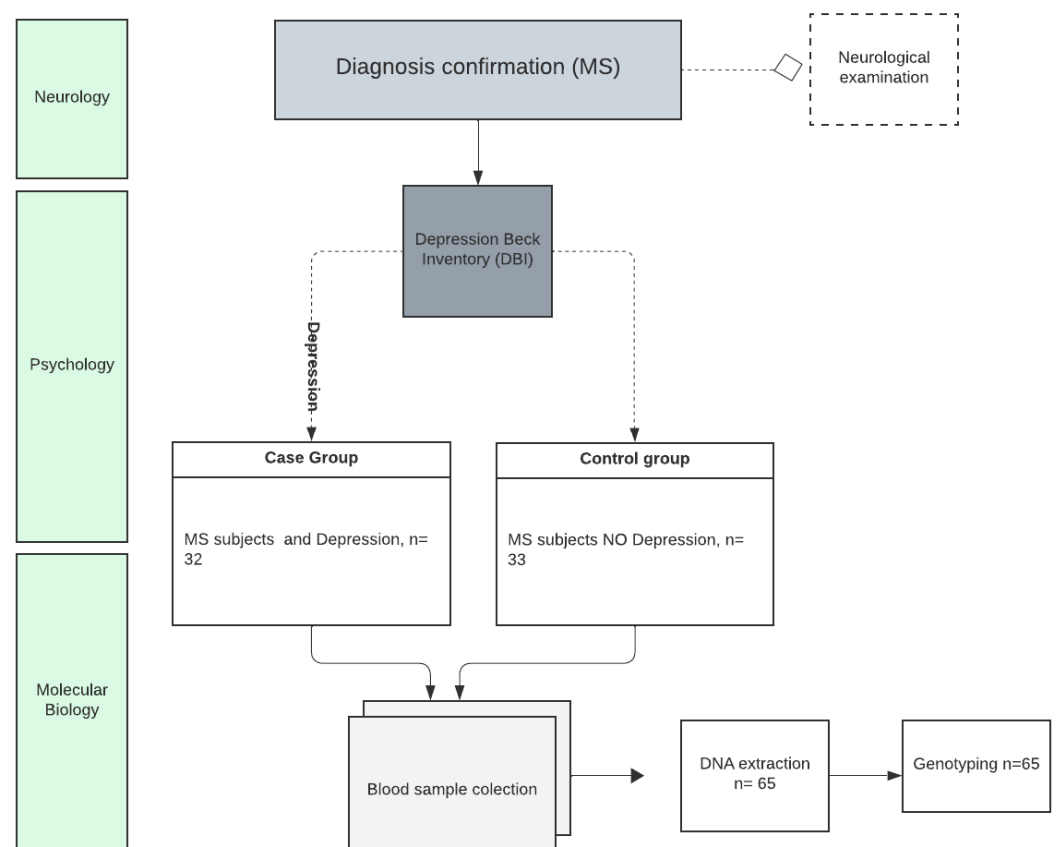 Neurology
Diagnosis confirmation (MS)
Neurological
examination
Psychology
Depression Beck
Inventory (DBI)
Depression
Case Group
MS subjects  and Depression, n=
32
Control group
MS subjects NO Depression, n=
33
Molecular
Biology
Blood sample colection
DNA extraction
n= 65
Genotyping n=65